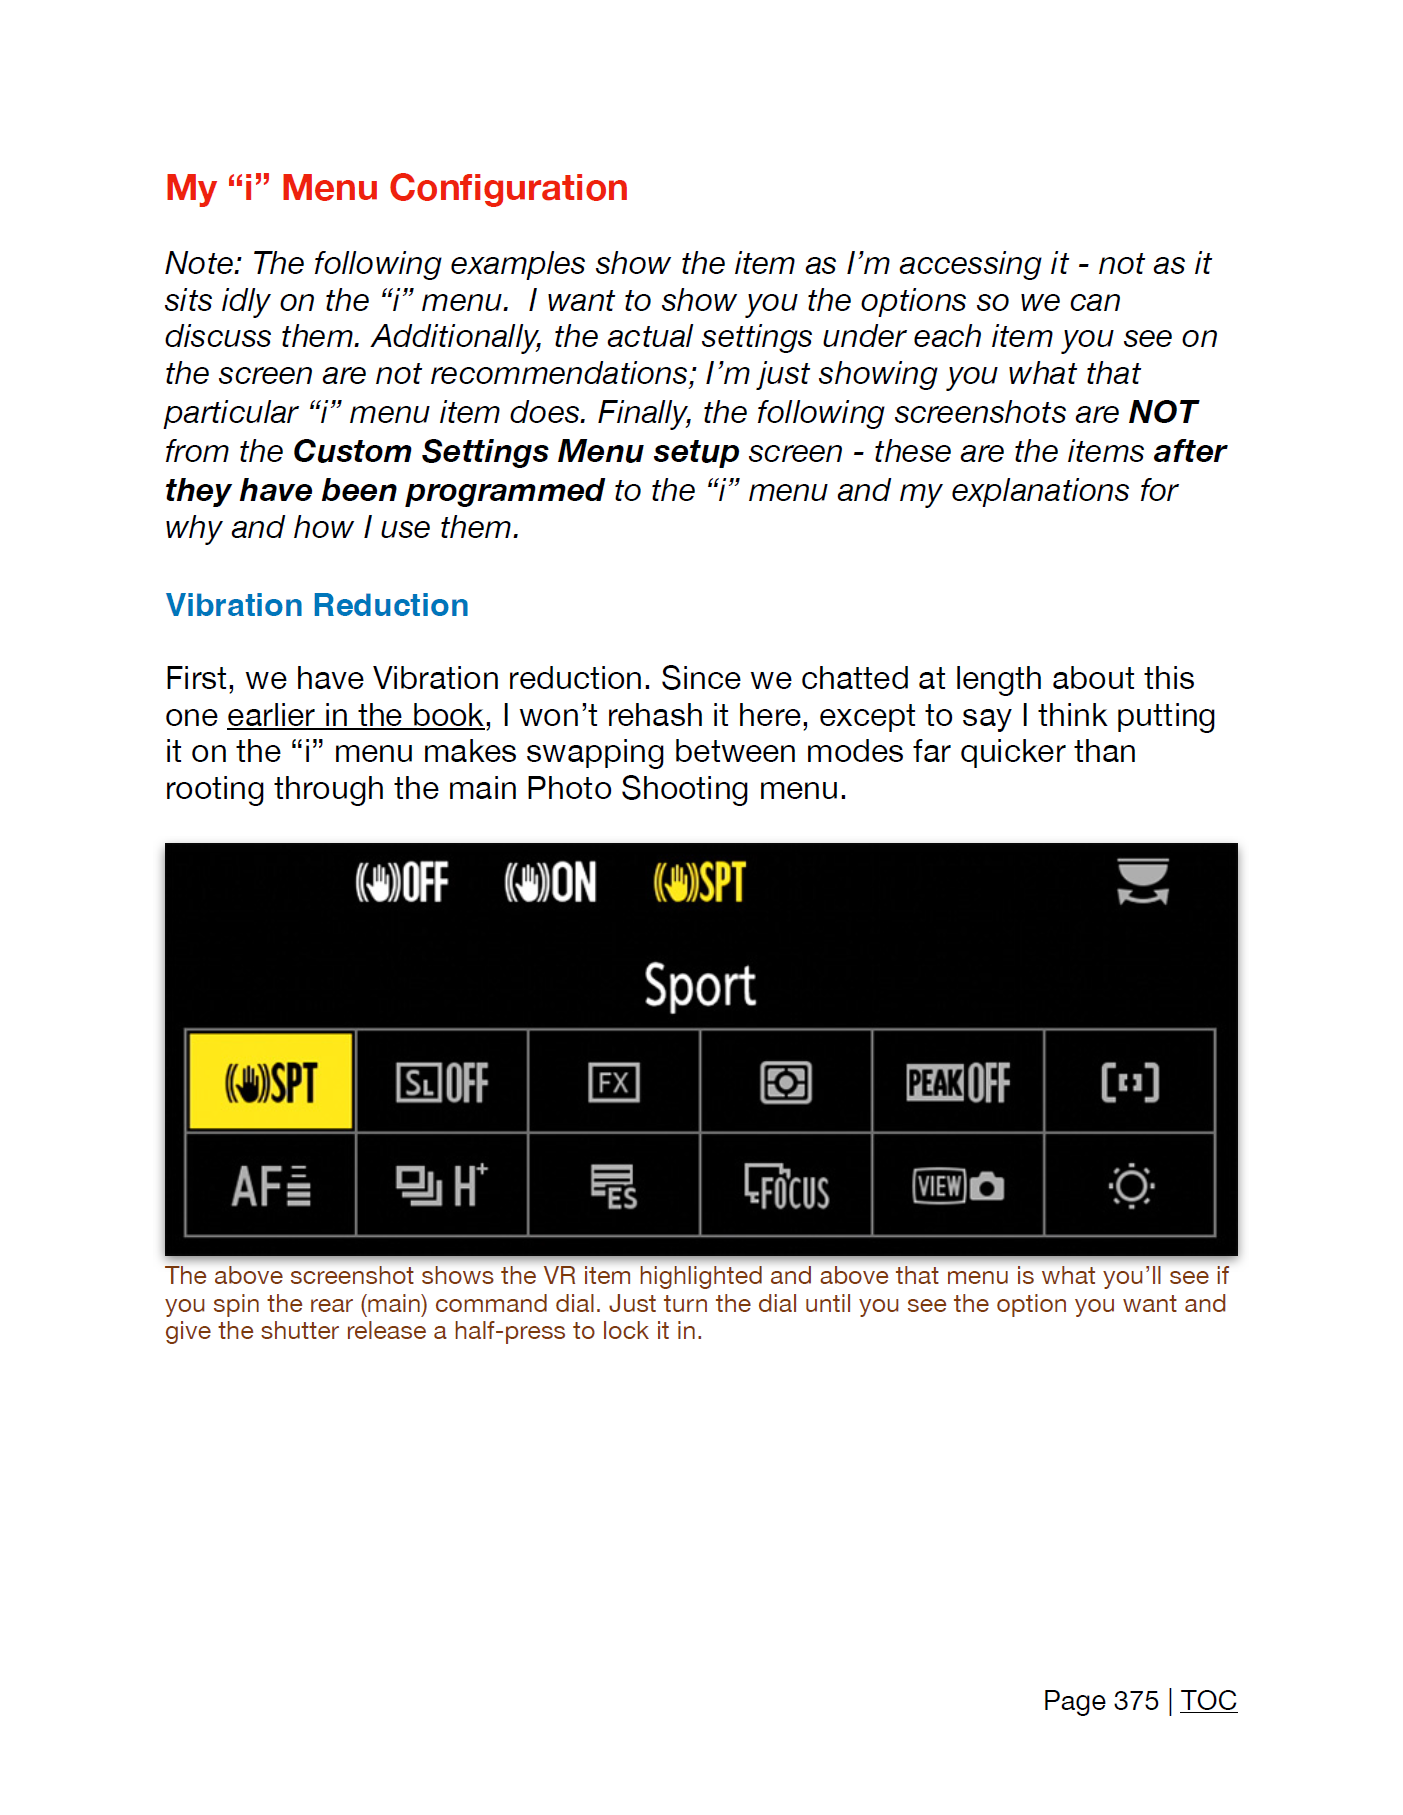 My “i” Menu Configuration
Note: The following examples show the item as I’m accessing it - not as it
sits idly on the “i” menu.  I want to show you the options so we can
discuss them. Additionally, the actual settings under each item you see on
the screen are not recommendations; I’m just showing you what that
particular “i” menu item does. Finally, the following screenshots are NOT
from the Custom Settings Menu setup screen - these are the items after
they have been programmed to the “i” menu and my explanations for
why and how I use them.
Vibration Reduction
First, we have Vibration reduction. Since we chatted at length about this
one earlier in the book, I won’t rehash it here, except to say I think putting
it on the “i” menu makes swapping between modes far quicker than
rooting through the main Photo Shooting menu.
OFF ON SPT
Sport
SPT SL OFF FX PEAK OFF
AF H+ ES FOCUS VIEW
The above screenshot shows the VR item highlighted and above that menu is what you’ll see if
you spin the rear (main) command dial. Just turn the dial until you see the option you want and
give the shutter release a half-press to lock it in.
Page 375 | TOC